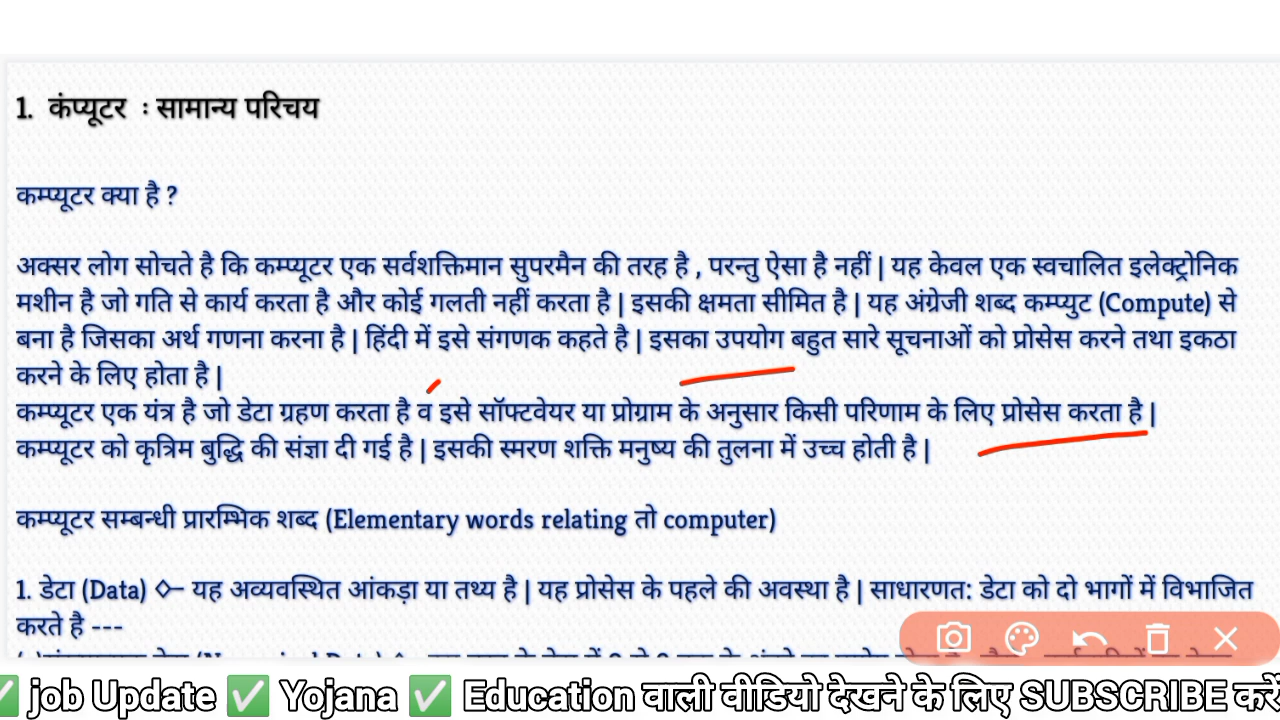 1. कंप्यूटर : सामान्य परिचय
कम्प्यूटर क्या है ?
अक्सर लोग सोचते है कि कम्प्यूटर एक सर्वशक्तिमान सुपरमैन की तरह है , परन्तु ऐसा है नहीं | यह केवल एक स्वचालित इलेक्ट्रोनिक
मशीन है जो गति से कार्य करता है और कोई गलती नहीं करता है | इसकी क्षमता सीमित है | यह अंग्रेजी शब्द कम्प्युट (Compute) से
बना है जिसका अर्थ गणना करना है | हिंदी में इसे संगणक कहते है | इसका उपयोग बहुत सारे सूचनाओं को प्रोसेस करने तथा इकठा
करने के लिए होता है |
कम्प्यूटर एक यंत्र है जो डेटा ग्रहण करता है व इसे सॉफ्टवेयर या प्रोग्राम के अनुसार किसी परिणाम के लिए प्रोसेस करता है |
कम्प्यूटर को कृत्रिम बुद्धि की संज्ञा दी गई है | इसकी स्मरण शक्ति मनुष्य की तुलना में उच्च होती है |
कम्प्यूटर सम्बन्धी प्रारम्भिक शब्द (Elementary words relating तो computer)
1. डेटा (Data) ◇– यह अव्यवस्थित आंकड़ा या तथ्य है | यह प्रोसेस के पहले की अवस्था है | साधारणत: डेटा को दो भागों में विभाजित
करते है ---
✅ job Update ✅ Yojana ✅ Education वाली वीडियो देखने के लिए SUBSCRIBE करें